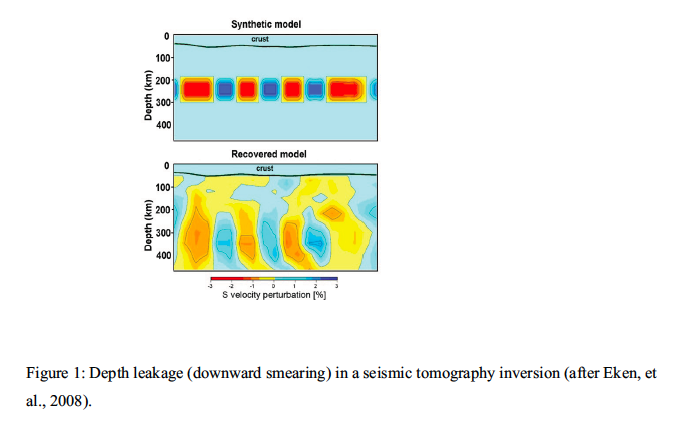 Synthetic model
0
crust
100
200
300
400
Depth (km)
Recovered model
0
crust
100
200
300
400
Depth (km)
-3 -2 -1 0 1 2 3
S velocity perturbation [%]
Figure 1: Depth leakage (downward smearing) in a seismic tomography inversion (after Eken, et
al., 2008).